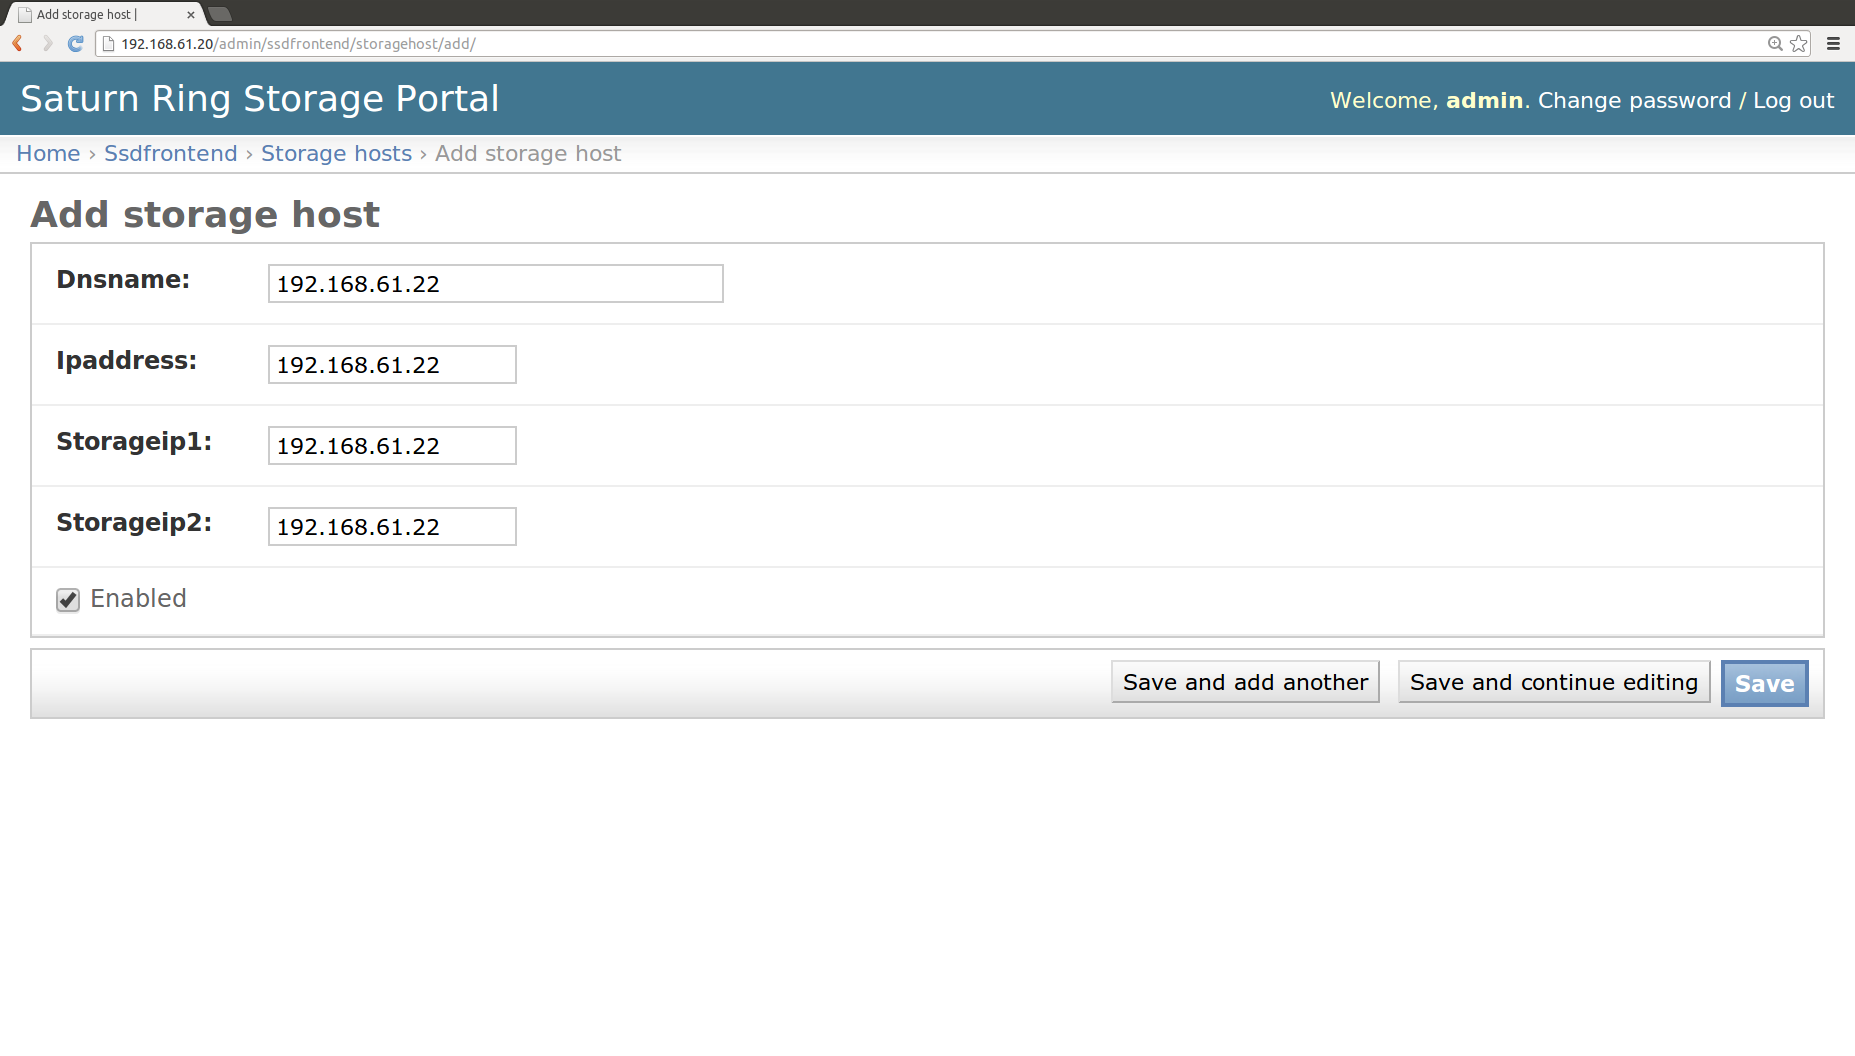 Add storage host |
192.168.61.20/admin/ssdfrontend/storagehost/add/
Saturn Ring Storage Portal
Welcome, admin. Change password / Log out
Home › Ssdfrontend › Storage hosts › Add storage host
Add storage host
Dnsname: 192.168.61.22
Ipaddress: 192.168.61.22
Storageip1: 192.168.61.22
Storageip2: 192.168.61.22
Enabled
Save and add another Save and continue editing Save